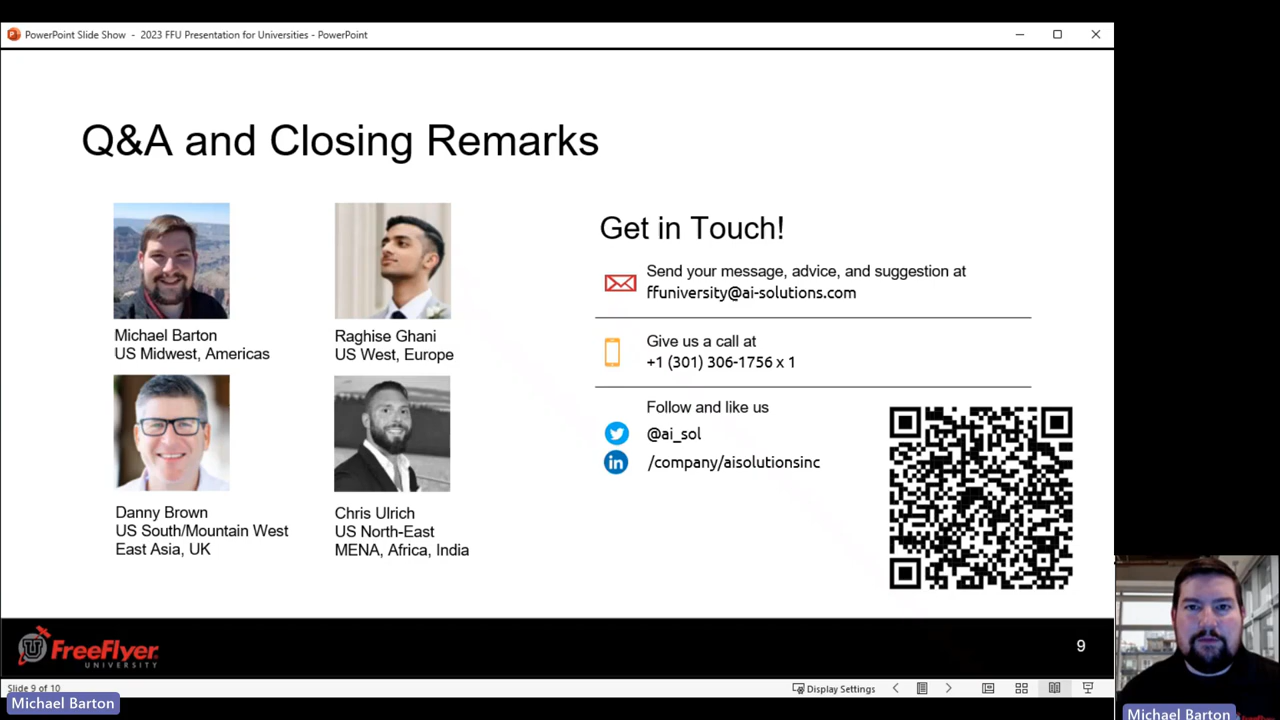 PowerPoint Slide Show - 2023 FFU Presentation for Universities - PowerPoint
Q&A and Closing Remarks
Michael Barton
US Midwest, Americas
Raghise Ghani
US West, Europe
Danny Brown
US South/Mountain West
East Asia, UK
Chris Ulrich
US North-East
MENA, Africa, India
Get in Touch!
Send your message, advice, and suggestion at
ffuniversity@ai-solutions.com
Give us a call at
+1 (301) 306-1756 x 1
Follow and like us
@ai_sol
/company/aisolutionsinc
FreeFlyer
UNIVERSITY
9
Slide 9 of 10
Display Settings
Michael Barton
Michael Barton